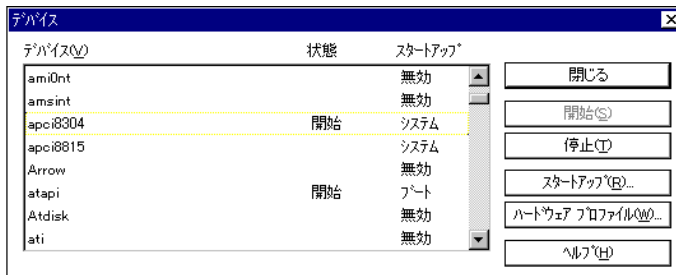 デバイス
デバイス(V) 状態 スタートアップ
ami0nt 無効
amsint 無効
apci8304 開始 システム
apci8815 システム
Arrow 無効
atapi 開始 ブート
Atdisk 無効
ati 無効
閉じる
開始(S)
停止(T)
スタートアップ(R)...
ハードウェア プロファイル(W)...
ヘルプ(H)